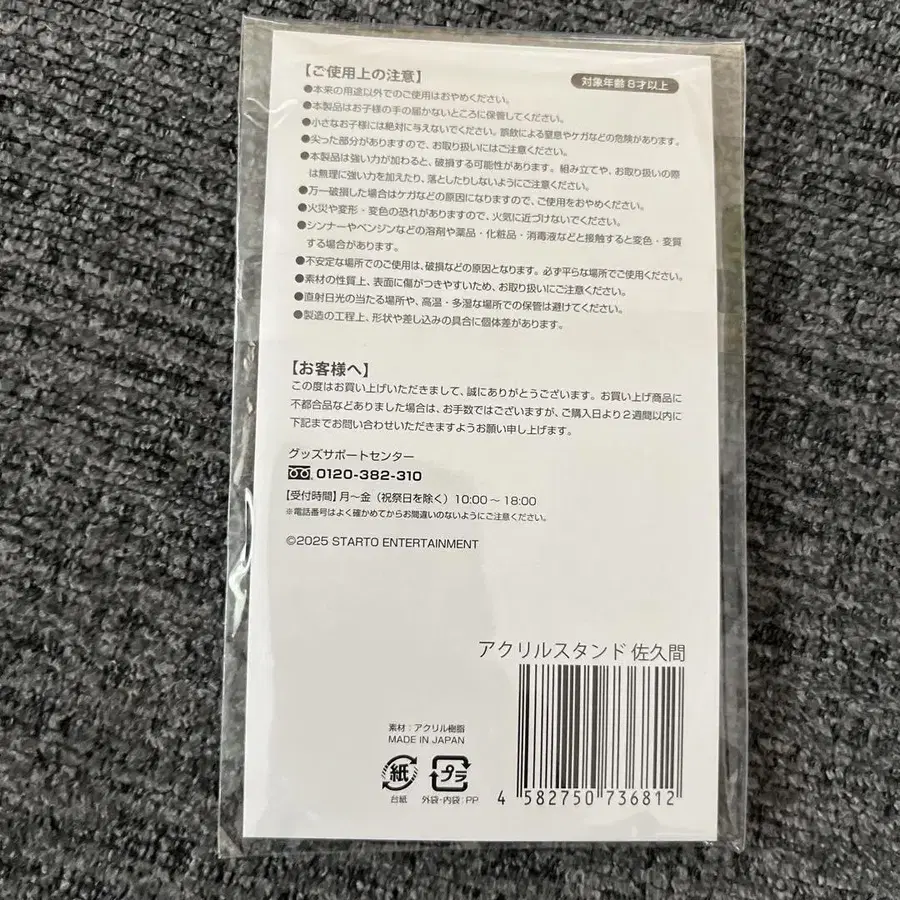 【ご使用上の注意】
対象年齢 8才以上
●本来の用途以外でのご使用はおやめください。
●本製品はお子様の手の届かないところに保管してください。
●小さなお子様には絶対に与えないでください。誤飲による窒息やケガなどの危険があります。
●尖った部分がありますので、お取り扱いにはご注意ください。
●本製品は強い力が加わると、破損する可能性があります。組み立てや、お取り扱いの際
は無理に強い力を加えたり、落としたりしないようにご注意ください。
●万一破損した場合はケガなどの原因になりますので、ご使用をおやめください。
●火災や変形・変色の恐れがありますので、火気に近づけないでください。
●シンナーやベンジンなどの溶剤や薬品・化粧品・消毒液などと接触すると変色・変質
する場合があります。
●不安定な場所でのご使用は、破損などの原因となります。必ず平らな場所でご使用ください。
●素材の性質上、表面に傷がつきやすいため、お取り扱いにご注意ください。
●直射日光の当たる場所や、高温・多湿な場所での保管は避けてください。
●製造の工程上、形状や差し込みの具合に個体差があります。
【お客様へ】
この度はお買い上げいただきまして、誠にありがとうございます。お買い上げ商品に
不都合品などありました場合は、お手数ではございますが、ご購入日より2週間以内に
下記までお問い合わせいただきますようお願い申し上げます。
グッズサポートセンター
0120-382-310
【受付時間】月〜金（祝祭日を除く）10:00〜18:00
※電話番号はよく確かめてからお間違いのないようにご注意ください。
©2025 STARTO ENTERTAINMENT
アクリルスタンド 佐久間
素材：アクリル樹脂
MADE IN JAPAN
紙
プラ
台紙
外袋・内袋：PP
4 582750 736812